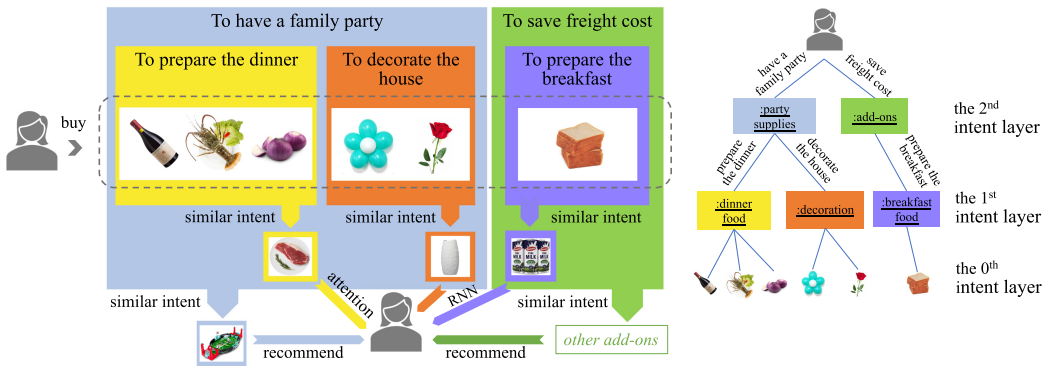 To have a family party
To save freight cost
To prepare the dinner
To decorate the
house
To prepare the
breakfast
buy
similar intent
similar intent
similar intent
MILK
MILK
MILK
attention
RNN
similar intent
similar intent
recommend
recommend
other add-ons
have a
family party
save
freight cost
:party
supplies
:add-ons
the 2nd
intent layer
prepare
the dinner
decorate
the house
prepare the
breakfast
:dinner
food
:decoration
:breakfast
food
the 1st
intent layer
the 0th
intent layer